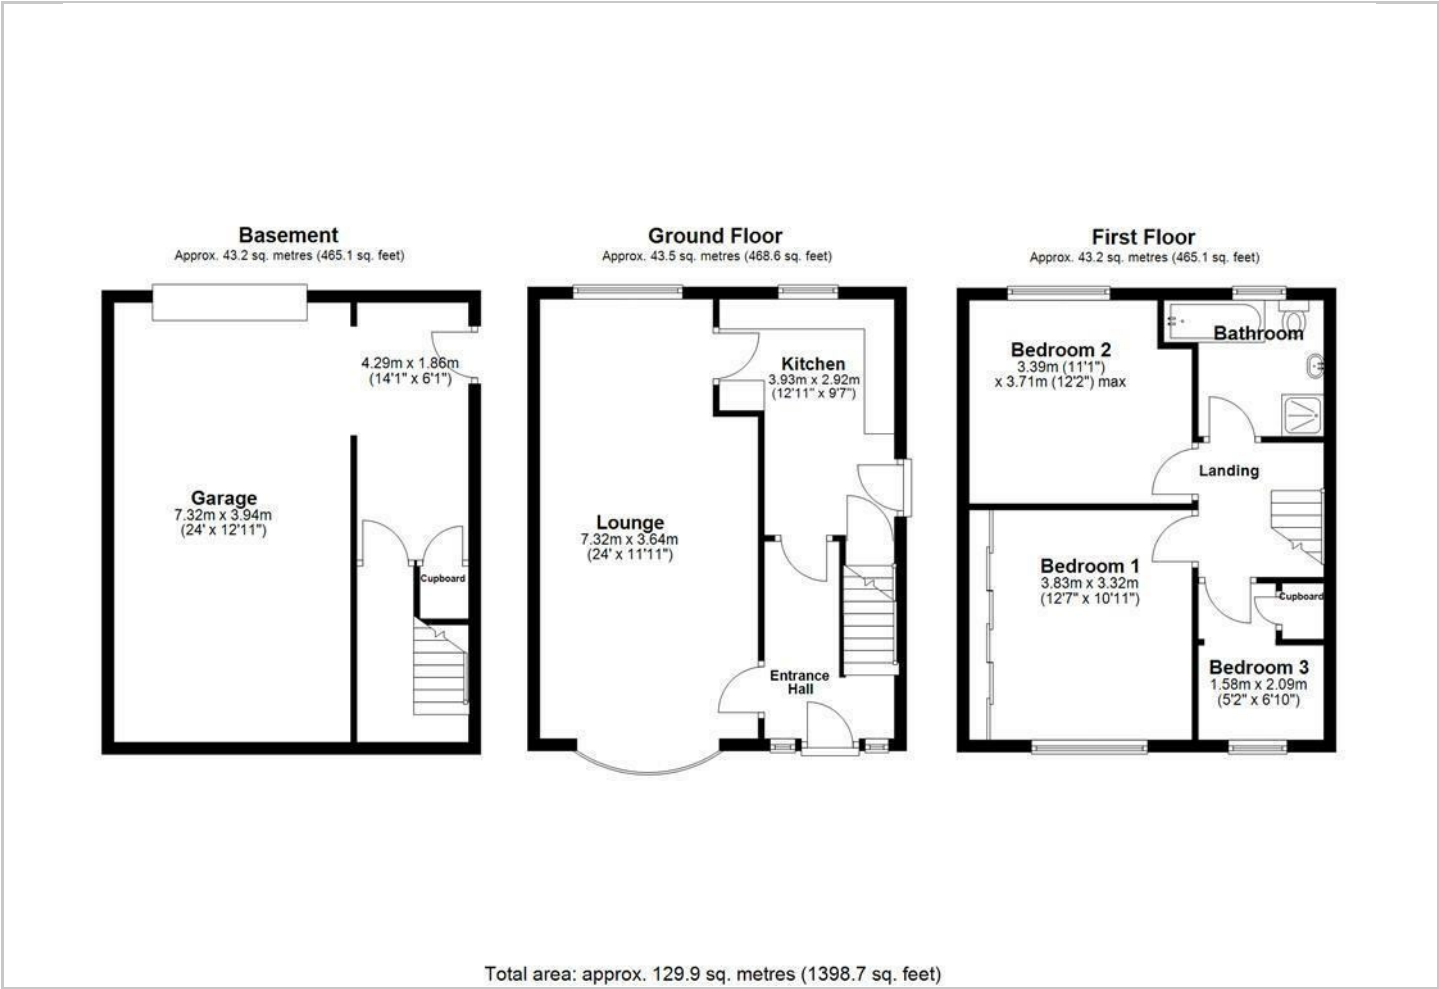 Basement
Approx. 43.2 sq. metres (465.1 sq. feet)
4.29m x 1.86m
(14'1" x 6'1")
Garage
7.32m x 3.94m
(24' x 12'11")
Cupboard
Ground Floor
Approx. 43.5 sq. metres (468.6 sq. feet)
Kitchen
3.93m x 2.92m
(12'11" x 9'7")
Lounge
7.32m x 3.64m
(24' x 11'11")
Entrance
Hall
First Floor
Approx. 43.2 sq. metres (465.1 sq. feet)
Bathroom
Bedroom 2
3.39m (11'1")
x 3.71m (12'2") max
Landing
Bedroom 1
3.83m x 3.32m
(12'7" x 10'11")
Cupboard
Bedroom 3
1.58m x 2.09m
(5'2" x 6'10")
Total area: approx. 129.9 sq. metres (1398.7 sq. feet)